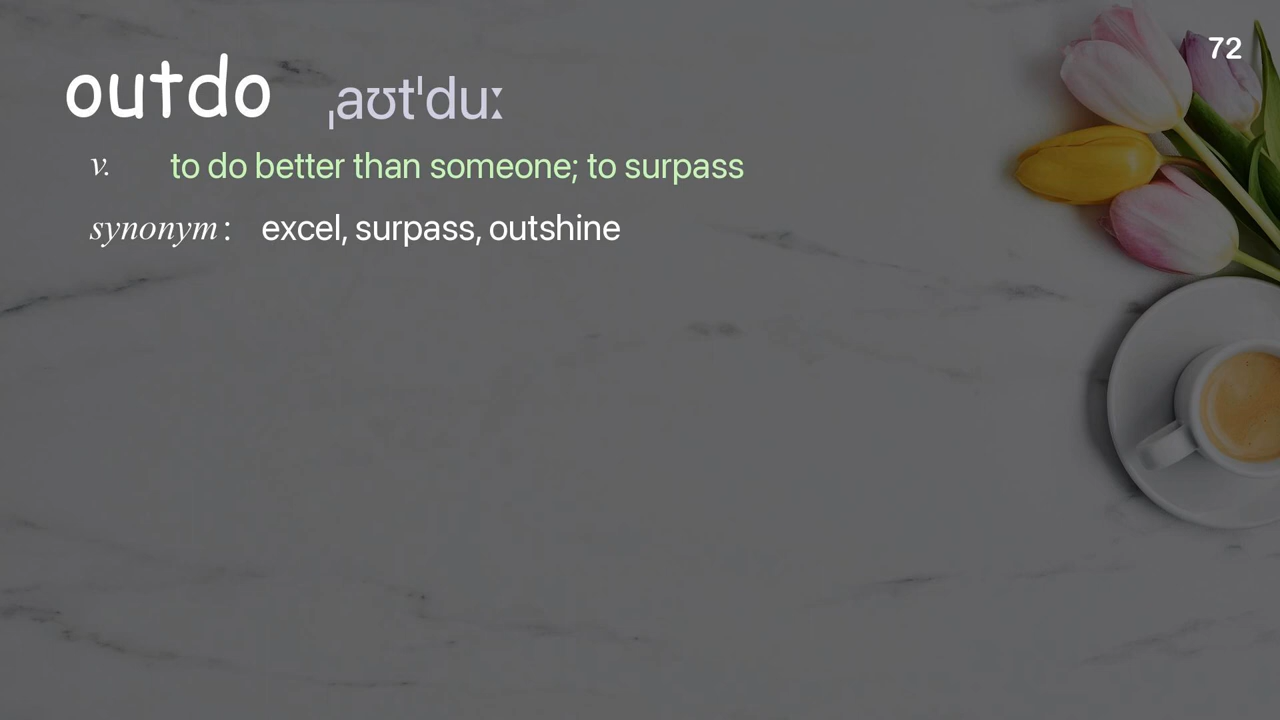 72
outdo ˌaʊtˈduː
v. to do better than someone; to surpass
synonym: excel, surpass, outshine